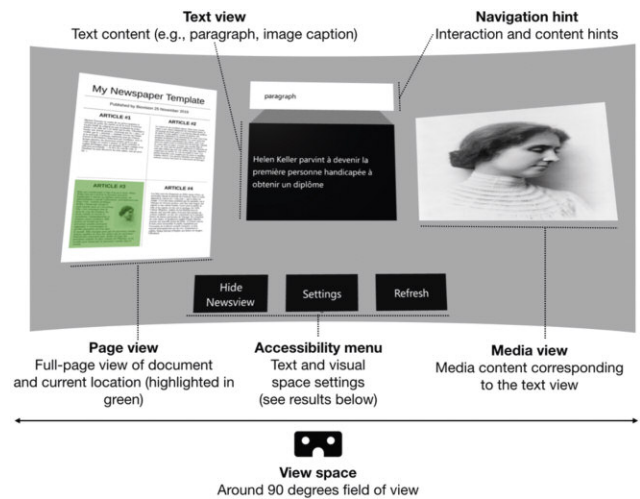 Text view
Text content (e.g., paragraph, image caption)
Navigation hint
Interaction and content hints
My Newspaper Template
ARTICLE #1
ARTICLE #2
ARTICLE #3
ARTICLE #4
paragraph
Helen Keller parvint à devenir la
première personne handicapée à
obtenir un diplôme
Hide
Newsview
Settings
Refresh
Page view
Full-page view of document
and current location (highlighted in
green)
Accessibility menu
Text and visual
space settings
(see results below)
Media view
Media content corresponding
to the text view
View space
Around 90 degrees field of view